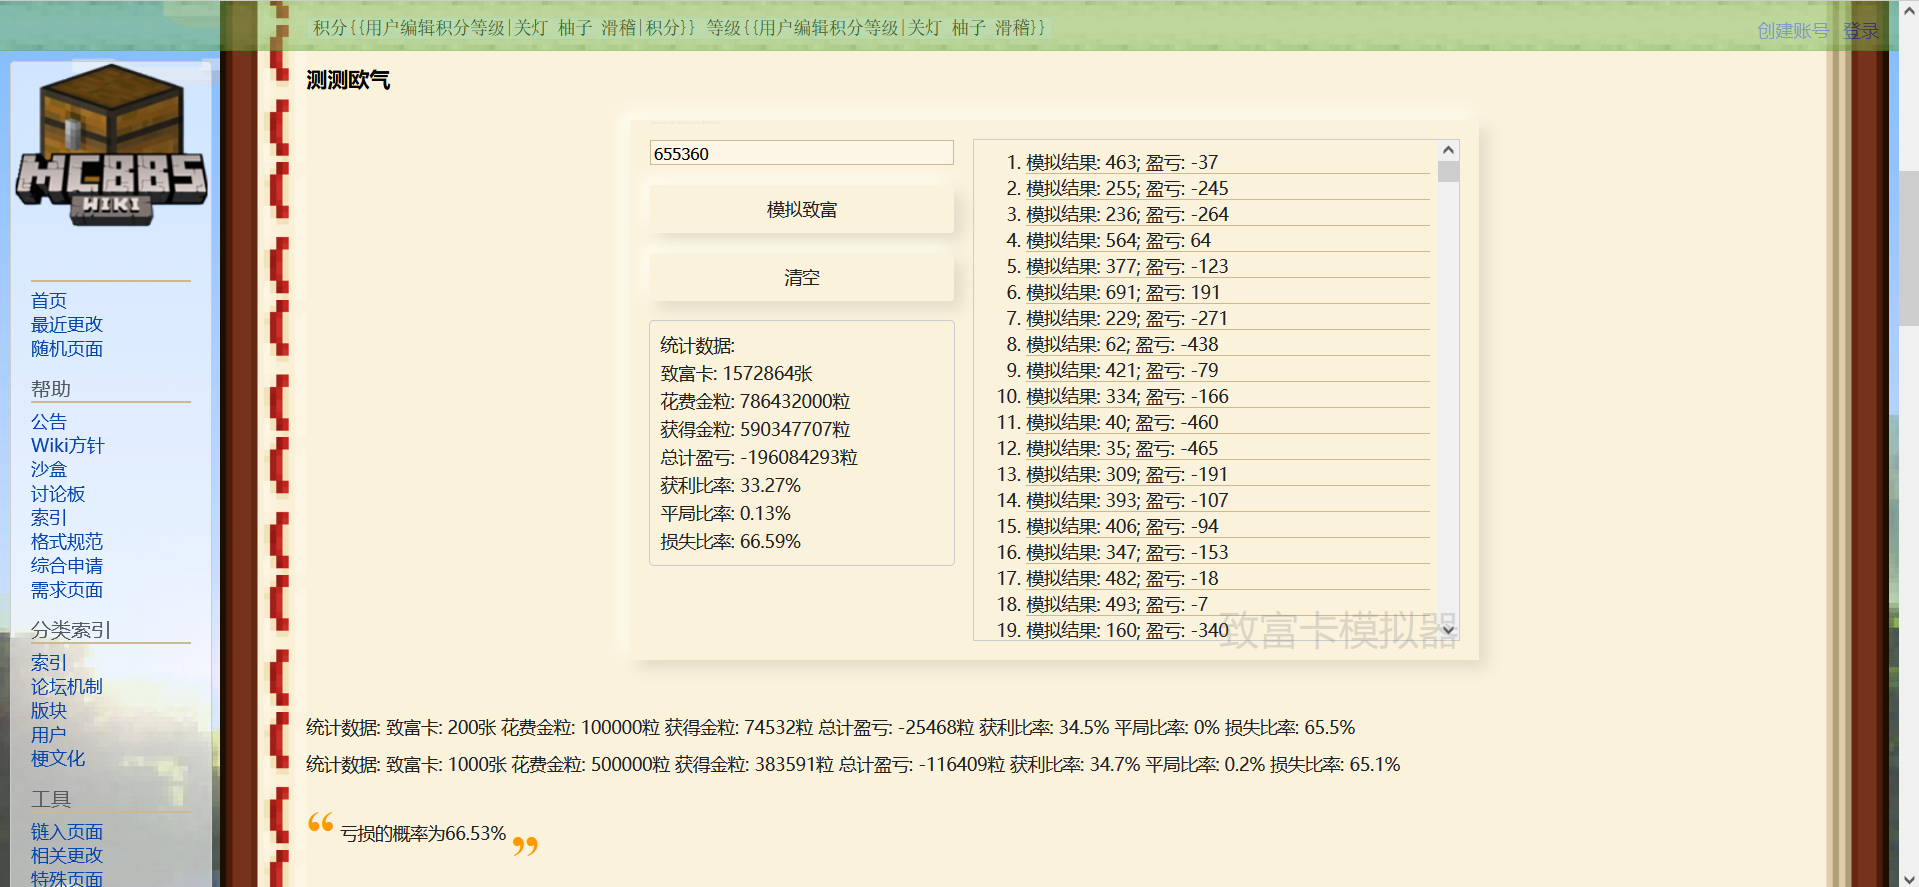 积分{{用户编辑积分等级|关灯 柚子 滑稽|积分}} 等级{{用户编辑积分等级|关灯 柚子 滑稽}}
创建账号 登录
MCBBS
WIKI
首页
最近更改
随机页面
帮助
公告
Wiki方针
沙盒
讨论板
索引
格式规范
综合申请
需求页面
分类索引
索引
论坛机制
版块
用户
梗文化
工具
链入页面
相关更改
特殊页面
测测欧气
655360
模拟致富
清空
统计数据:
致富卡: 1572864张
花费金粒: 786432000粒
获得金粒: 590347707粒
总计盈亏: -196084293粒
获利比率: 33.27%
平局比率: 0.13%
损失比率: 66.59%
1. 模拟结果: 463; 盈亏: -37
2. 模拟结果: 255; 盈亏: -245
3. 模拟结果: 236; 盈亏: -264
4. 模拟结果: 564; 盈亏: 64
5. 模拟结果: 377; 盈亏: -123
6. 模拟结果: 691; 盈亏: 191
7. 模拟结果: 229; 盈亏: -271
8. 模拟结果: 62; 盈亏: -438
9. 模拟结果: 421; 盈亏: -79
10. 模拟结果: 334; 盈亏: -166
11. 模拟结果: 40; 盈亏: -460
12. 模拟结果: 35; 盈亏: -465
13. 模拟结果: 309; 盈亏: -191
14. 模拟结果: 393; 盈亏: -107
15. 模拟结果: 406; 盈亏: -94
16. 模拟结果: 347; 盈亏: -153
17. 模拟结果: 482; 盈亏: -18
18. 模拟结果: 493; 盈亏: -7
19. 模拟结果: 160; 盈亏: -340
致富卡模拟器
统计数据: 致富卡: 200张 花费金粒: 100000粒 获得金粒: 74532粒 总计盈亏: -25468粒 获利比率: 34.5% 平局比率: 0% 损失比率: 65.5%
统计数据: 致富卡: 1000张 花费金粒: 500000粒 获得金粒: 383591粒 总计盈亏: -116409粒 获利比率: 34.7% 平局比率: 0.2% 损失比率: 65.1%
“亏损的概率为66.53%”